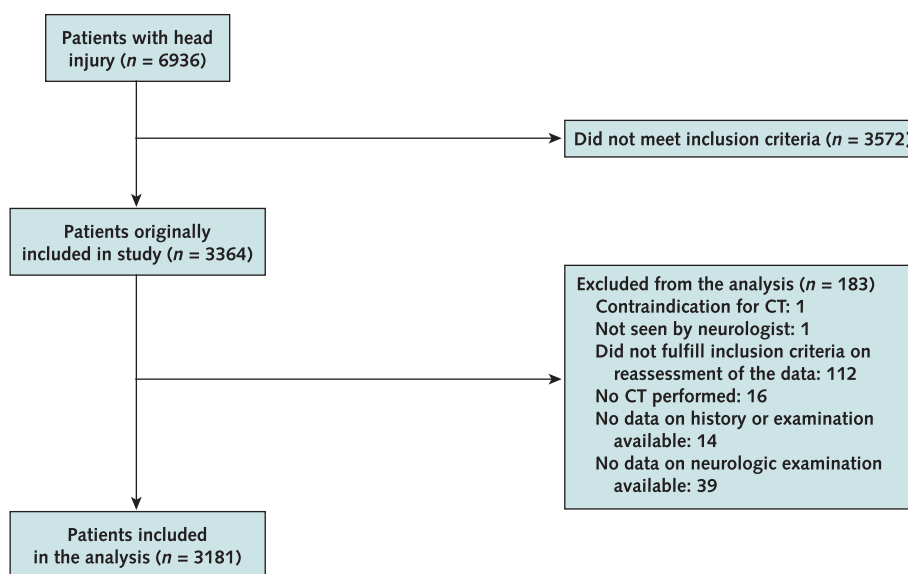 Patients with head
injury (n = 6936)
Did not meet inclusion criteria (n = 3572)
Patients originally
included in study (n = 3364)
Excluded from the analysis (n = 183)
Contraindication for CT: 1
Not seen by neurologist: 1
Did not fulfill inclusion criteria on
reassessment of the data: 112
No CT performed: 16
No data on history or examination
available: 14
No data on neurologic examination
available: 39
Patients included
in the analysis (n = 3181)